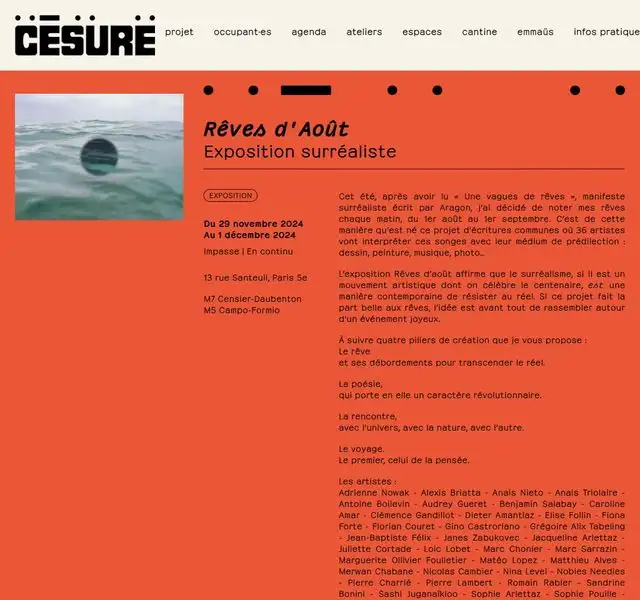 CËSÜRË
projet occupant·es agenda ateliers espaces cantine emmaüs infos pratique
Rêves d'Août
Exposition surréaliste
EXPOSITION
Du 29 novembre 2024
Au 1 décembre 2024
Impasse | En continu
13 rue Santeuil, Paris 5e
M7 Censier-Daubenton
M5 Campo-Formio
Cet été, après avoir lu « Une vagues de rêves », manifeste
surréaliste écrit par Aragon, j'ai décidé de noter mes rêves
chaque matin, du 1er août au 1er septembre. C'est de cette
manière qu'est né ce projet d'écritures communes où 36 artistes
vont interpréter ces songes avec leur médium de prédilection :
dessin, peinture, musique, photo…
L'exposition Rêves d'août affirme que le surréalisme, si il est un
mouvement artistique dont on célèbre le centenaire, est une
manière contemporaine de résister au réel. Si ce projet fait la
part belle aux rêves, l'idée est avant tout de rassembler autour
d'un événement joyeux.
À suivre quatre piliers de création que je vous propose :
Le rêve
et ses débordements pour transcender le réel.
La poésie,
qui porte en elle un caractère révolutionnaire.
La rencontre,
avec l'univers, avec la nature, avec l'autre.
Le voyage.
Le premier, celui de la pensée.
Les artistes :
Adrienne Nowak - Alexis Briatta - Anaïs Nieto - Anaïs Triolaire -
Antoine Boilevin - Audrey Gueret - Benjamin Salabay - Caroline
Amar - Clémence Gandillot - Dieter Amantlaz - Elise Follin - Fiona
Forte - Florian Couret - Gino Castroriano - Grégoire Alix Tabeling
- Jean-Baptiste Félix - Janes Zabukovec - Jacqueline Arlettaz -
Juliette Cortade - Loïc Lobet - Marc Chonier - Marc Sarrazin -
Marguerite Ollivier Foulletier - Matéo Lopez - Matthieu Alves -
Merwan Chabane - Nicolas Cambier - Nina Level - Nobies Needles
- Pierre Charrié - Pierre Lambert - Romain Rabier - Sandrine
Bonini - Sashi Juganaïkloo - Sophie Arlettaz - Sophie Pouille -